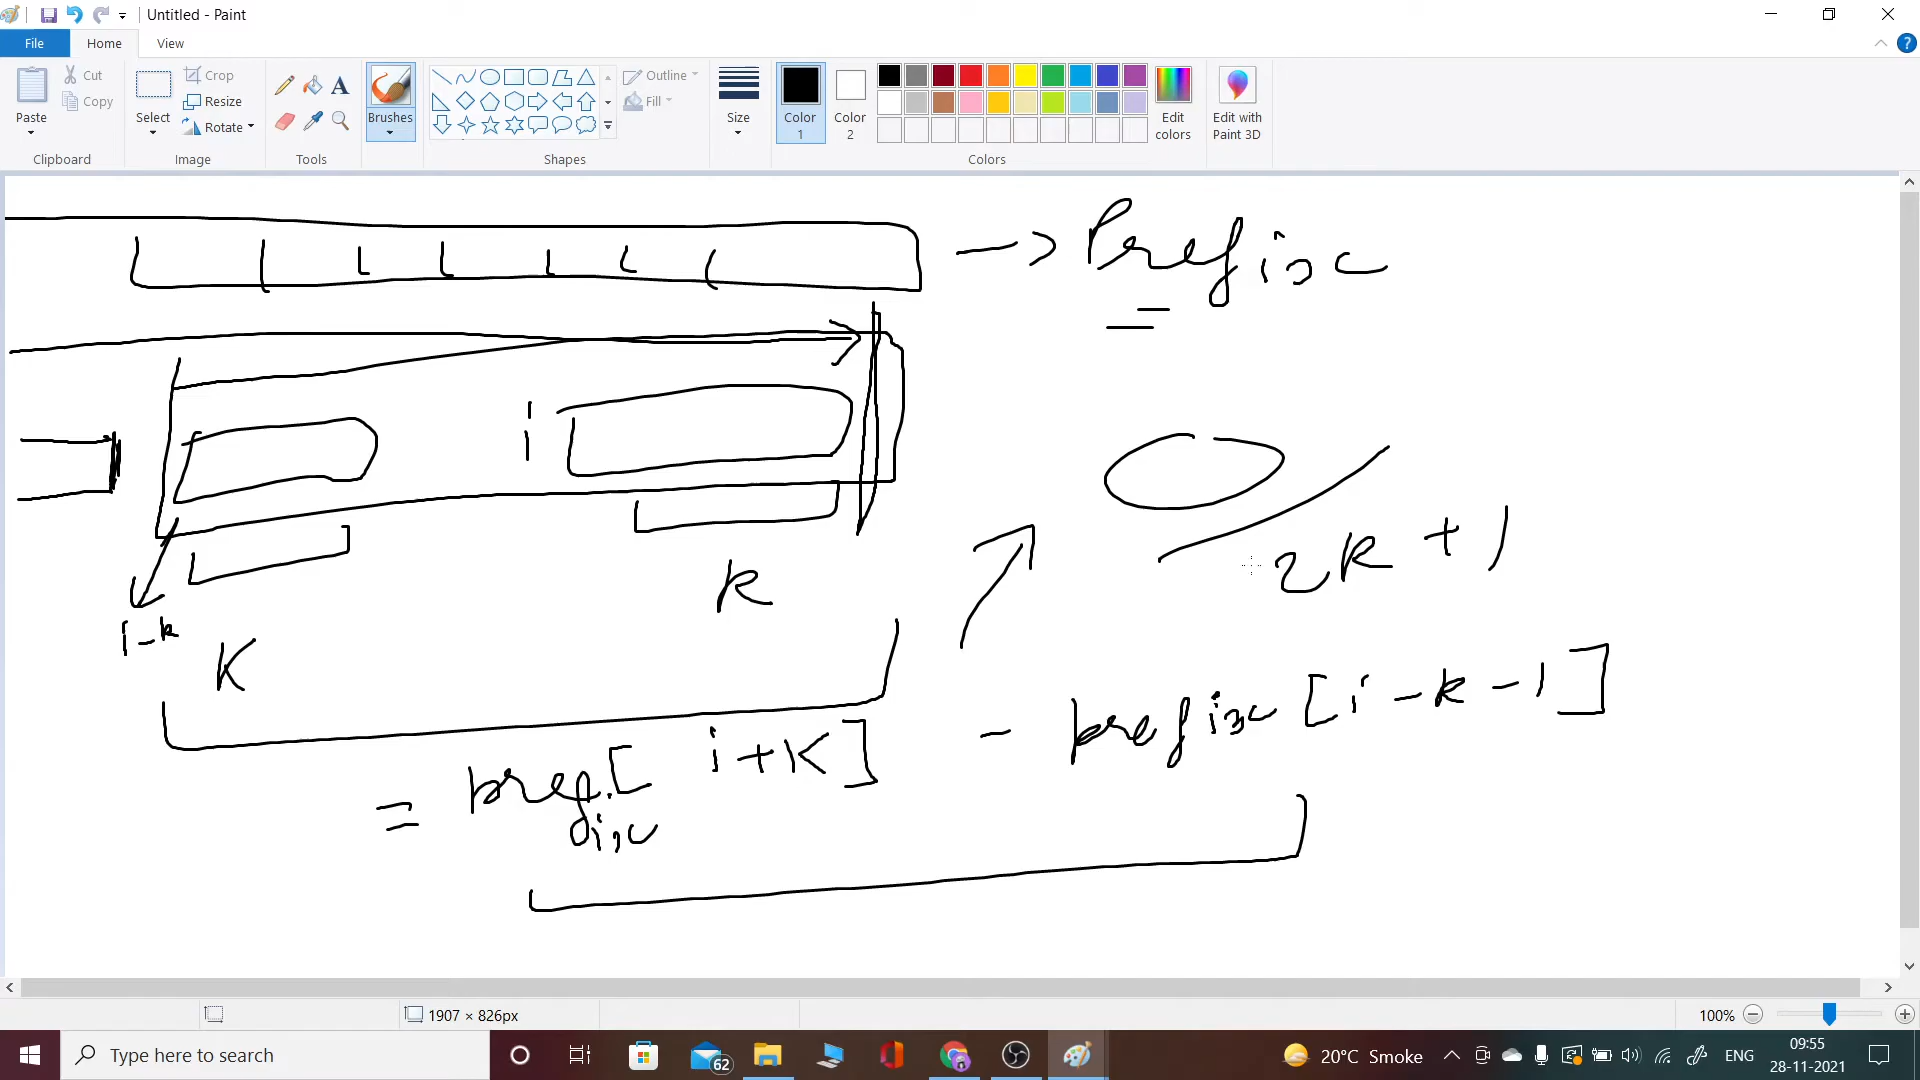 Untitled - Paint
File
Home
View
Paste
Cut
Copy
Clipboard
Select
Crop
Resize
Rotate
Image
Tools
Brushes
Shapes
Outline
Fill
Size
Color 1
Color 2
Edit colors
Edit with Paint 3D
Colors
→ Prefix
i
2k + 1
k
i-k
K
= prefix[ i+K] - prefix[i-k-1]
1907 × 826px
100%
Type here to search
62
20°C Smoke
ENG
09:55
28-11-2021